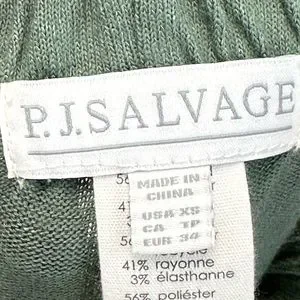 P.J.SALVAGE
MADE IN
CHINA
USA XS
CA TP
EUR 34
41% rayonne
3% élasthanne
56% poliéster